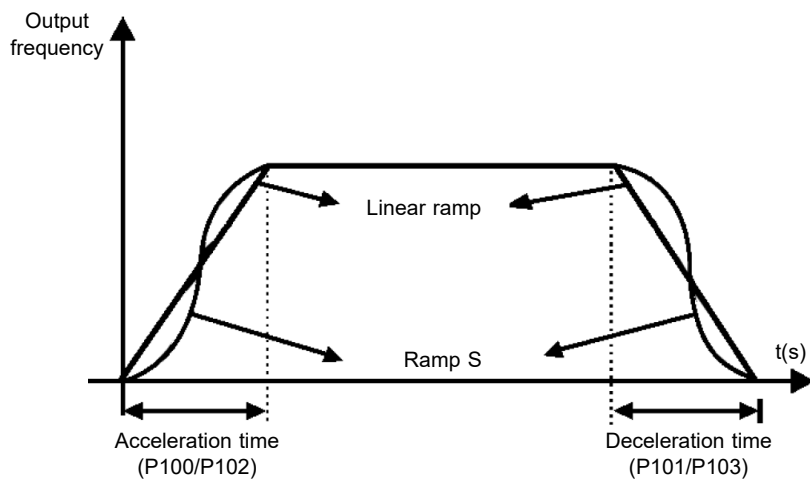 Output
frequency
Linear ramp
Ramp S
t(s)
Acceleration time
(P100/P102)
Deceleration time
(P101/P103)